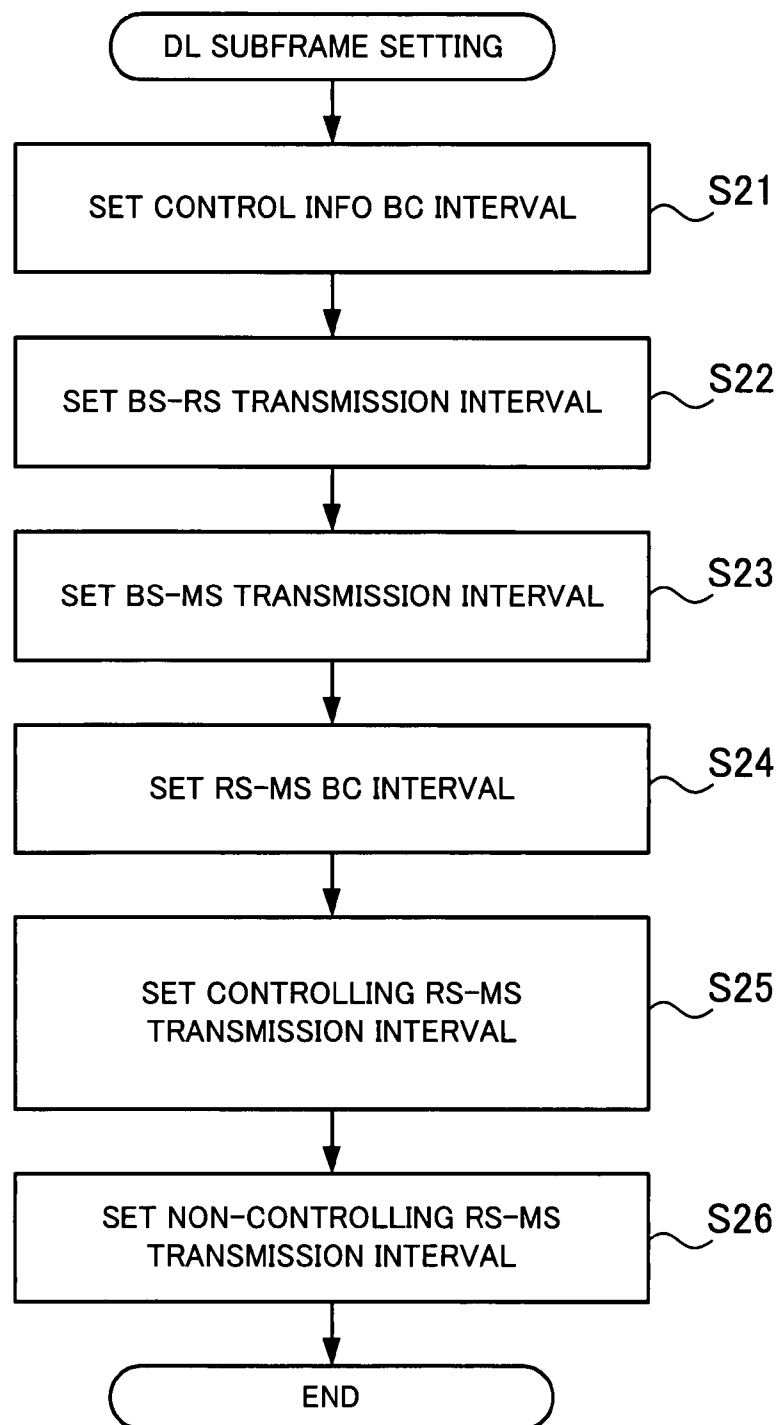 DL SUBFRAME SETTING
SET CONTROL INFO BC INTERVAL
S21
SET BS-RS TRANSMISSION INTERVAL
S22
SET BS-MS TRANSMISSION INTERVAL
S23
SET RS-MS BC INTERVAL
S24
SET CONTROLLING RS-MS
TRANSMISSION INTERVAL
S25
SET NON-CONTROLLING RS-MS
TRANSMISSION INTERVAL
S26
END